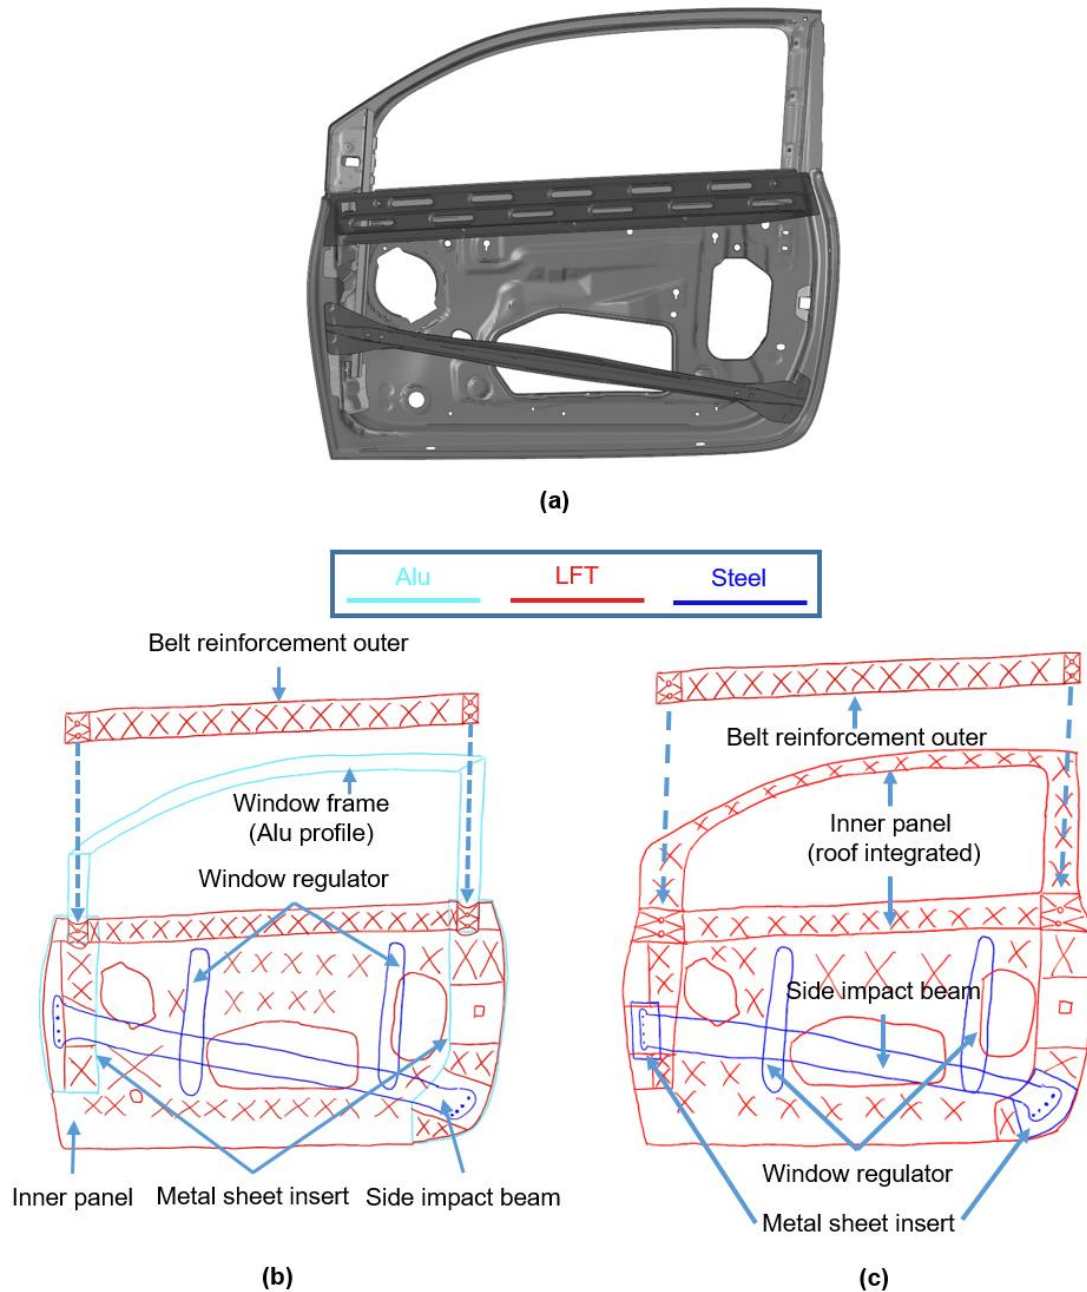 (a)
Alu LFT Steel
Belt reinforcement outer
Window frame
(Alu profile)
Window regulator
Inner panel
Metal sheet insert
Side impact beam
(b)
Belt reinforcement outer
Inner panel
(roof integrated)
Side impact beam
Window regulator
Metal sheet insert
(c)